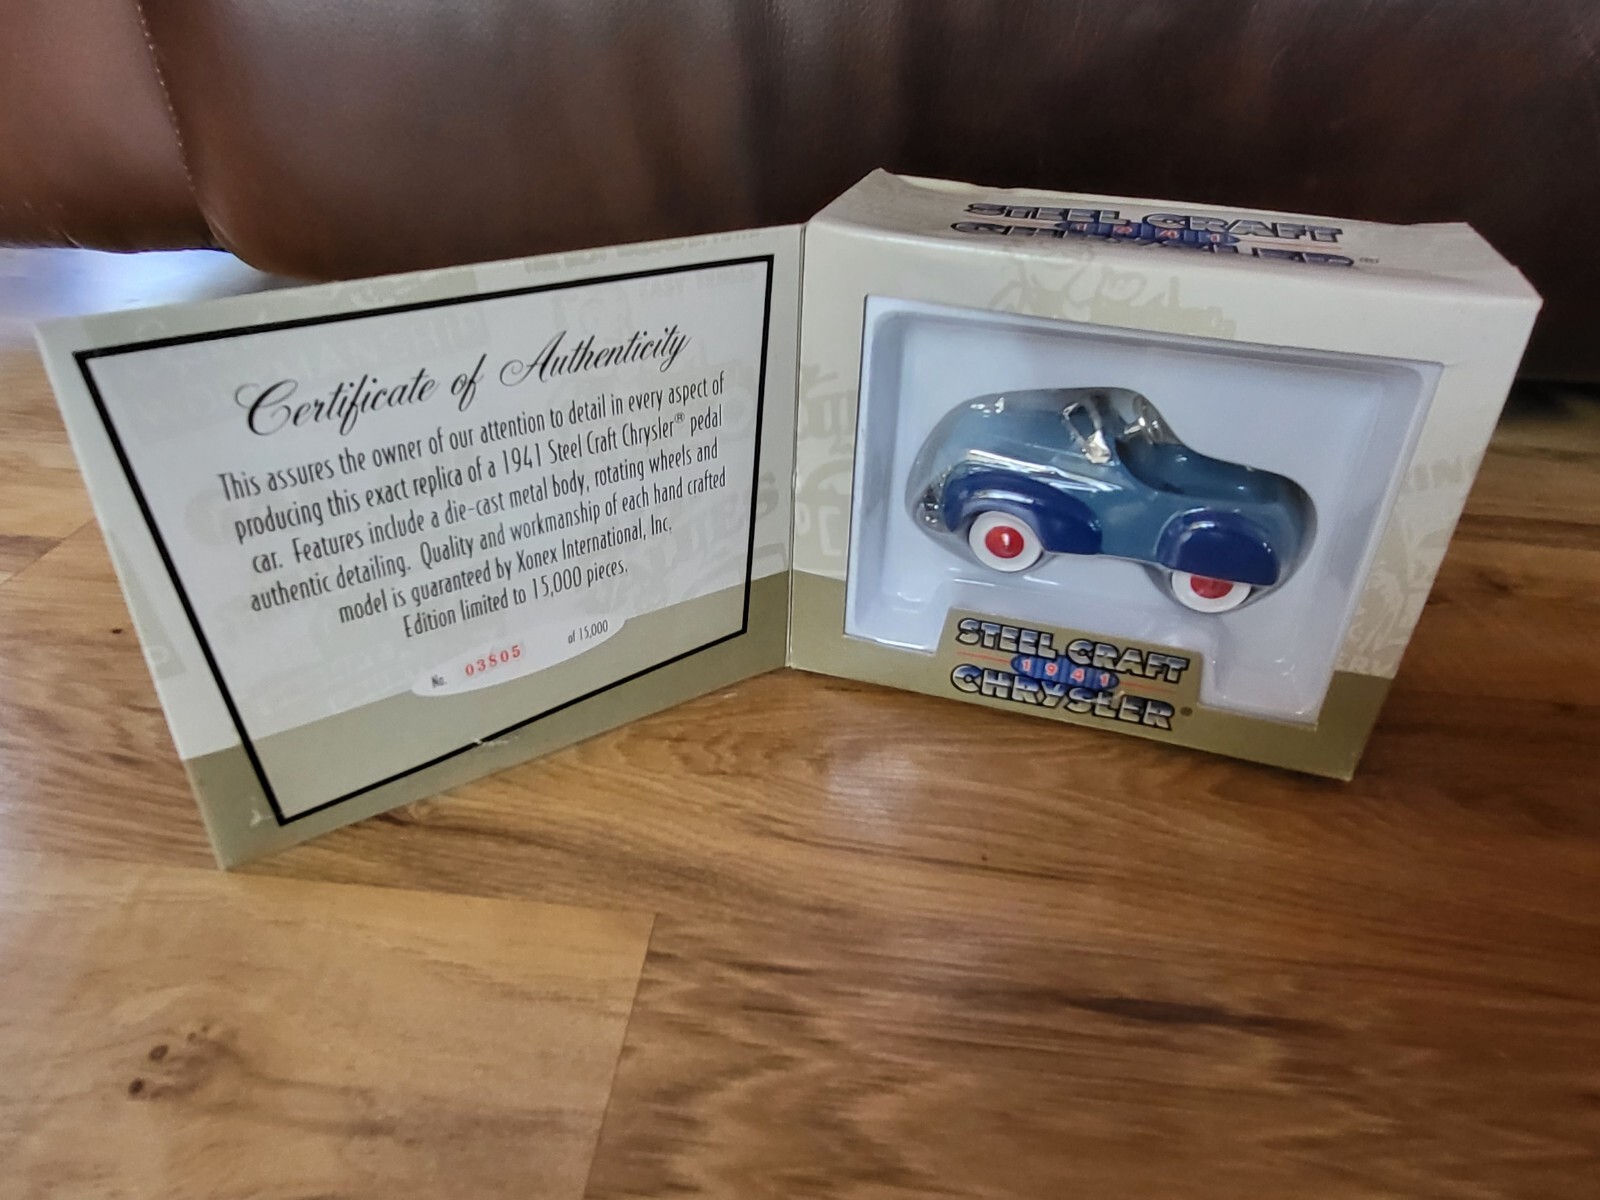 Certificate of Authenticity
This assures the owner of our attention to detail in every aspect of
producing this exact replica of a 1941 Steel Craft Chrysler® pedal
car. Features include a die-cast metal body, rotating wheels and
authentic detailing. Quality and workmanship of each hand crafted
model is guaranteed by Xonex International, Inc.
Edition limited to 15,000 pieces.
No. 03805 of 15,000
STEEL CRAFT
1941
CHRYSLER
STEEL CRAFT
1941
CHRYSLER®